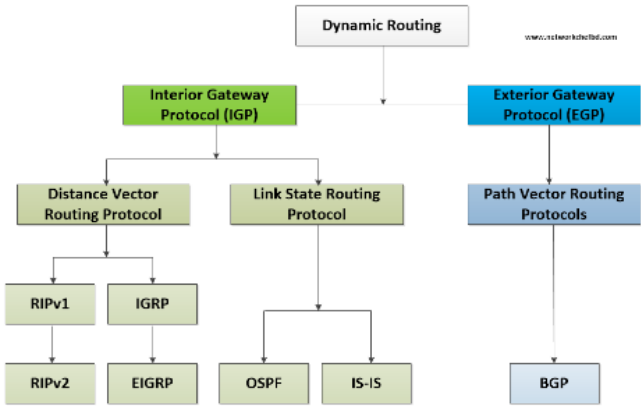 Dynamic Routing
www.networkchefbd.com
Interior Gateway
Protocol (IGP)
Exterior Gateway
Protocol (EGP)
Distance Vector
Routing Protocol
Link State Routing
Protocol
Path Vector Routing
Protocols
RIPv1
IGRP
RIPv2
EIGRP
OSPF
IS-IS
BGP